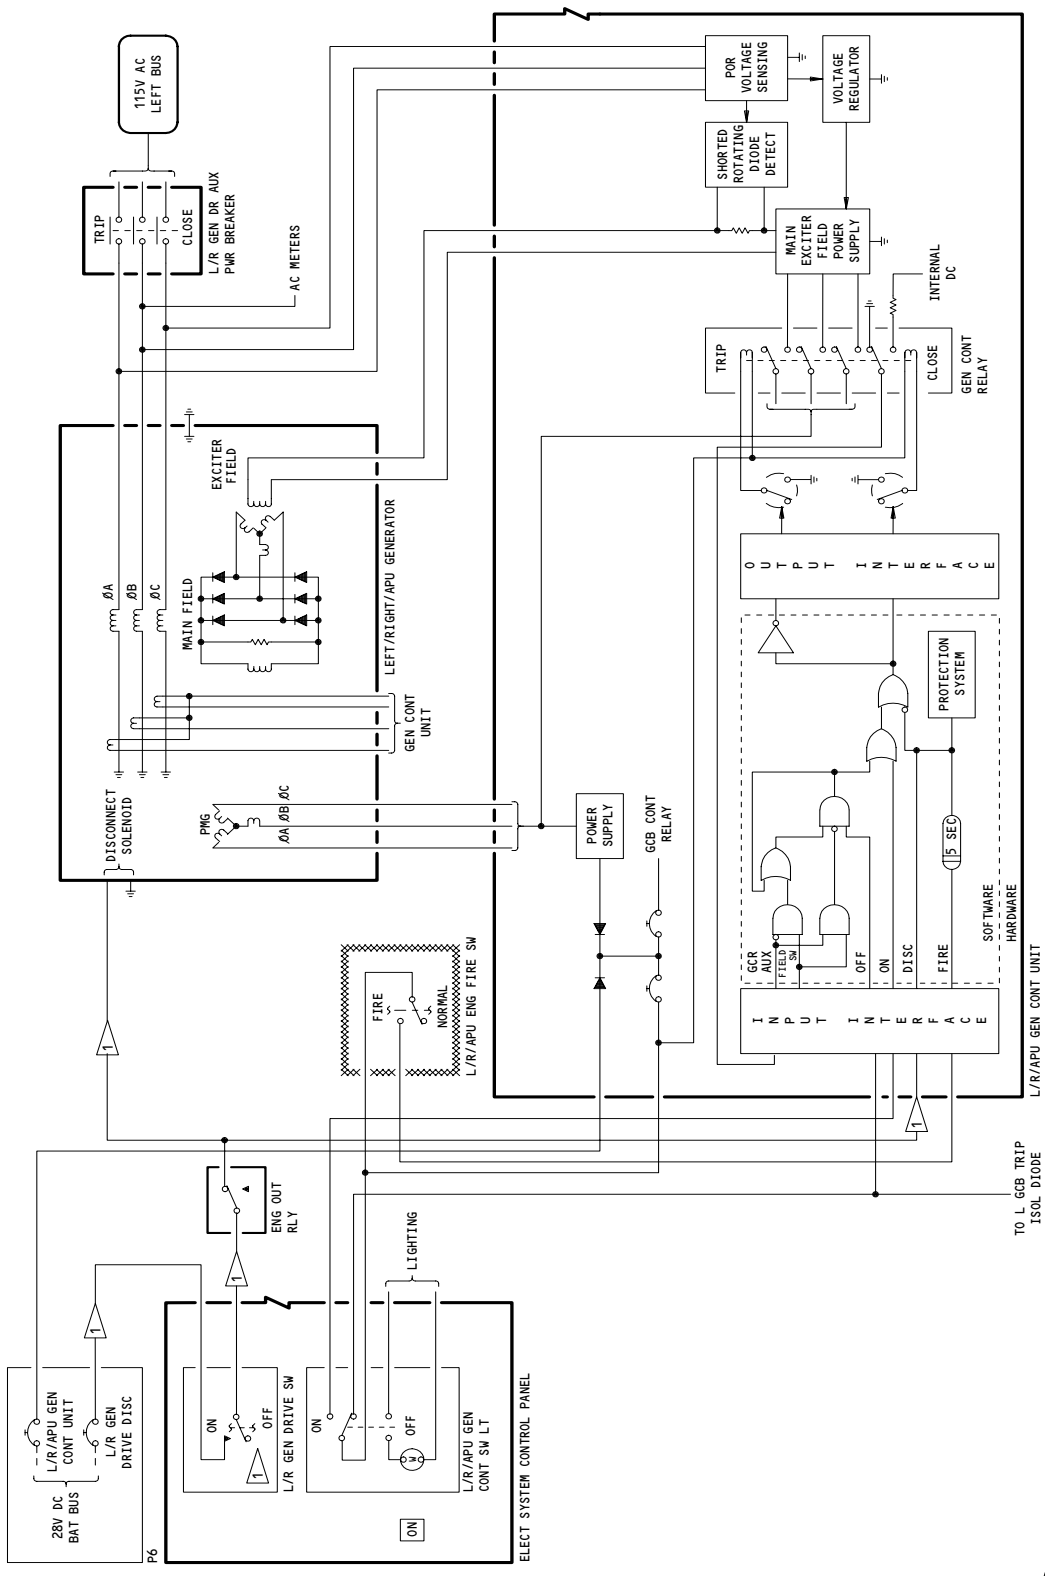 28V DC
BAT BUS
L/R/APU GEN
CONT UNIT
L/R GEN
DRIVE DISC
P6
1
ON
OFF
1
L/R GEN DRIVE SW
ON
OFF
W
L/R/APU GEN
CONT SW LT
ON
ELECT SYSTEM CONTROL PANEL
LIGHTING
1
ENG OUT
RLY
1
TO L GCB TRIP
ISOL DIODE
1
FIRE
NORMAL
L/R/APU ENG FIRE SW
DISCONNECT
SOLENOID
PMG
ØA ØB ØC
GEN CONT
UNIT
ØA
ØB
ØC
MAIN FIELD
EXCITER
FIELD
LEFT/RIGHT/APU GENERATOR
AC METERS
TRIP
CLOSE
L/R GEN DR AUX
PWR BREAKER
115V AC
LEFT BUS
POWER
SUPPLY
GCB CONT
RELAY
1
INPUT INTERFACE
GCR
AUX
FIELD
SW
OFF
ON
DISC
FIRE
5 SEC
PROTECTION
SYSTEM
SOFTWARE
HARDWARE
OUTPUT INTERFACE
TRIP
CLOSE
GEN CONT
RELAY
INTERNAL
DC
MAIN
EXCITER
FIELD
POWER
SUPPLY
SHORTED
ROTATING
DIODE
DETECT
POR
VOLTAGE
SENSING
VOLTAGE
REGULATOR
L/R/APU GEN CONT UNIT